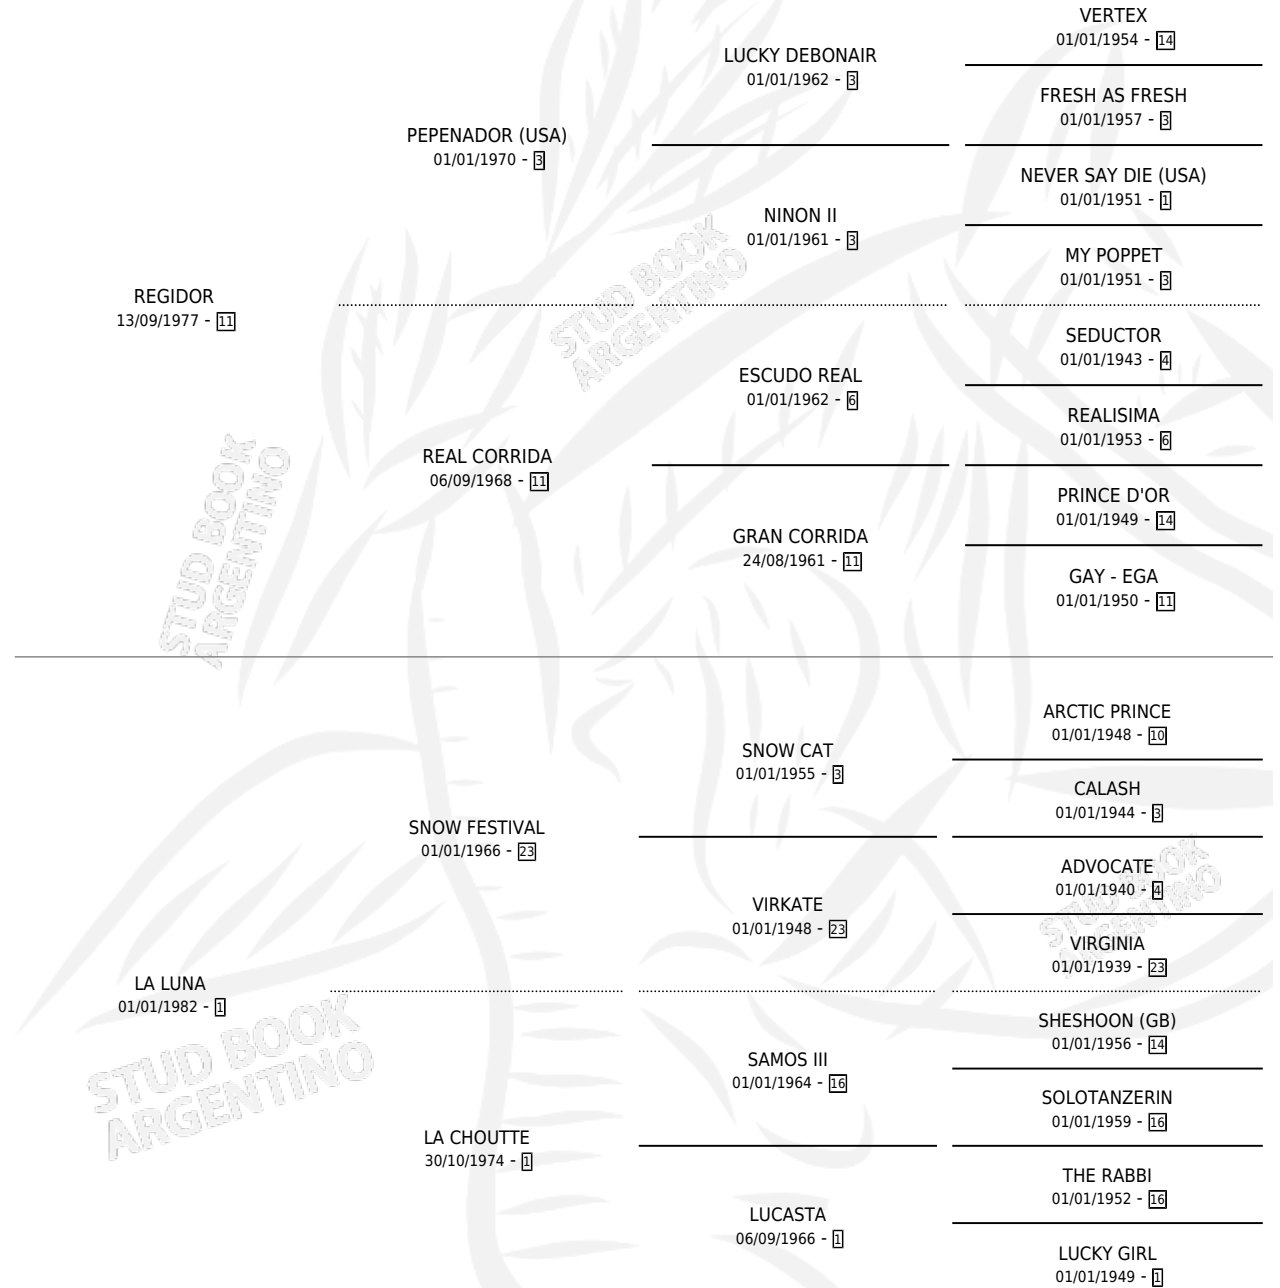 VERTEX
01/01/1954 - 14
LUCKY DEBONAIR
01/01/1962 - 3
FRESH AS FRESH
01/01/1957 - 3
PEPENADOR (USA)
01/01/1970 - 3
NEVER SAY DIE (USA)
01/01/1951 - 1
NINON II
01/01/1961 - 3
MY POPPET
01/01/1951 - 3
REGIDOR
13/09/1977 - 11
SEDUCTOR
01/01/1943 - 4
ESCUDO REAL
01/01/1962 - 6
REALISIMA
01/01/1953 - 6
REAL CORRIDA
06/09/1968 - 11
PRINCE D'OR
01/01/1949 - 14
GRAN CORRIDA
24/08/1961 - 11
GAY - EGA
01/01/1950 - 11
ARCTIC PRINCE
01/01/1948 - 10
SNOW CAT
01/01/1955 - 3
CALASH
01/01/1944 - 3
SNOW FESTIVAL
01/01/1966 - 23
ADVOCATE
01/01/1940 - 4
VIRKATE
01/01/1948 - 23
VIRGINIA
01/01/1939 - 23
LA LUNA
01/01/1982 - 1
SHESHOON (GB)
01/01/1956 - 14
SAMOS III
01/01/1964 - 16
SOLOTANZERIN
01/01/1959 - 16
LA CHOUTTE
30/10/1974 - 1
THE RABBI
01/01/1952 - 16
LUCASTA
06/09/1966 - 1
LUCKY GIRL
01/01/1949 - 1
STUD BOOK
ARGENTINO
STUD BOOK
ARGENTINO
STUD BOOK
ARGENTINO
STUD BOOK
ARGENTINO